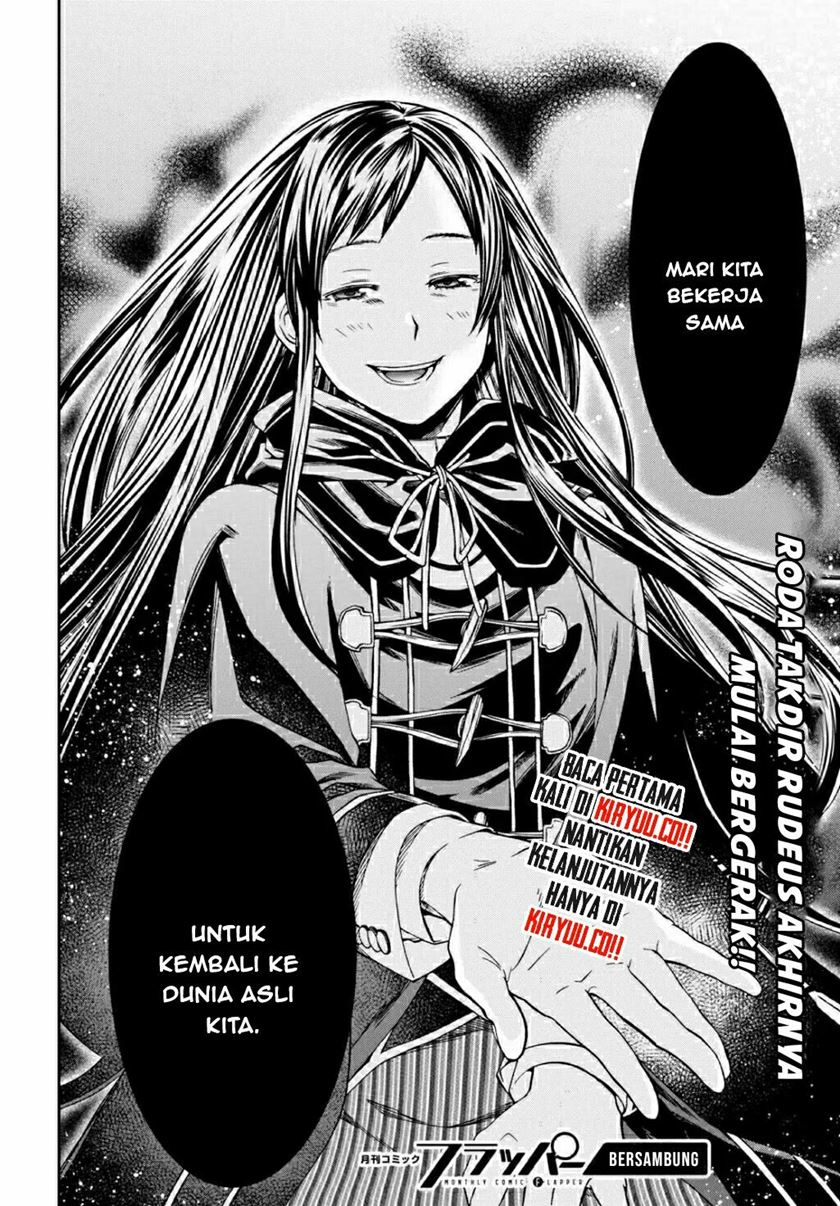 MARI KITA
BEKERJA
SAMA
RODA TAKDIR RUDEUS AKHIRNYA
MULAI BERGERAK!!
BACA PERTAMA
KALI DI KIRYUU.CO!!
NANTIKAN
KELANJUTANNYA
HANYA DI
KIRYUU.CO!!
UNTUK
KEMBALI KE
DUNIA ASLI
KITA.
月刊コミック フラッパー BERSAMBUNG
MONTHLY COMIC FLAPPER